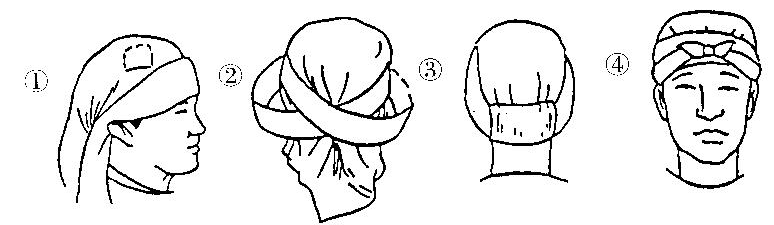 ① ② ③ ④